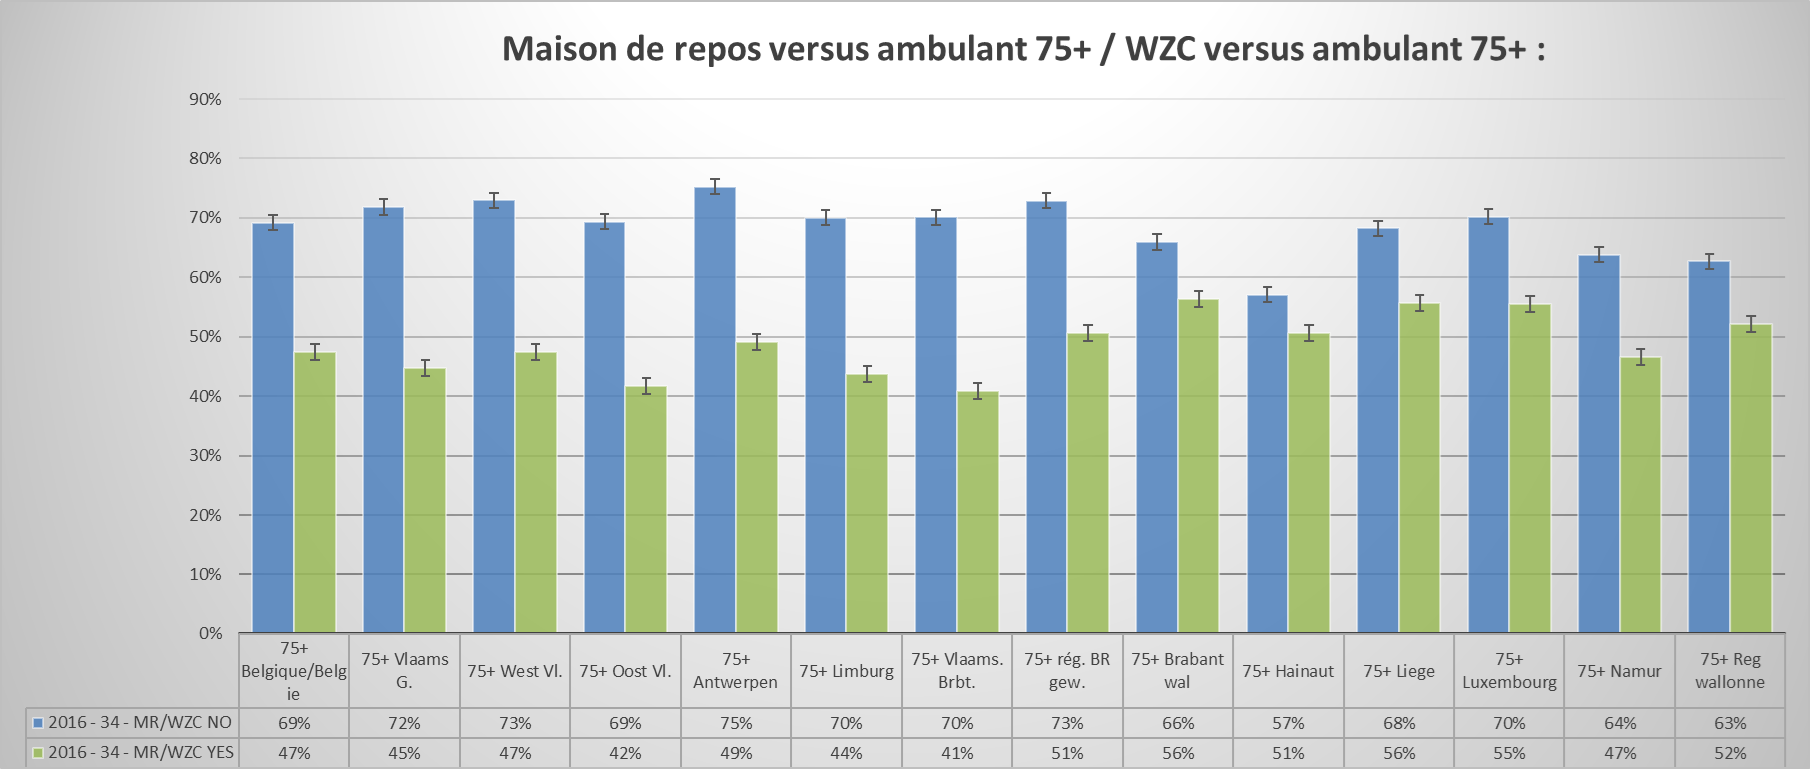 Maison de repos versus ambulant 75+ / WZC versus ambulant 75+ :
90%
80%
70%
60%
50%
40%
30%
20%
10%
0%
75+ Belgique/Belg ie
75+ Vlaams G.
75+ West Vl.
75+ Oost Vl.
75+ Antwerpen
75+ Limburg
75+ Vlaams. Brbt.
75+ rég. BR gew.
75+ Brabant wal
75+ Hainaut
75+ Liege
75+ Luxembourg
75+ Namur
75+ Reg wallonne
2016 - 34 - MR/WZC NO 69% 72% 73% 69% 75% 70% 70% 73% 66% 57% 68% 70% 64% 63%
2016 - 34 - MR/WZC YES 47% 45% 47% 42% 49% 44% 41% 51% 56% 51% 56% 55% 47% 52%